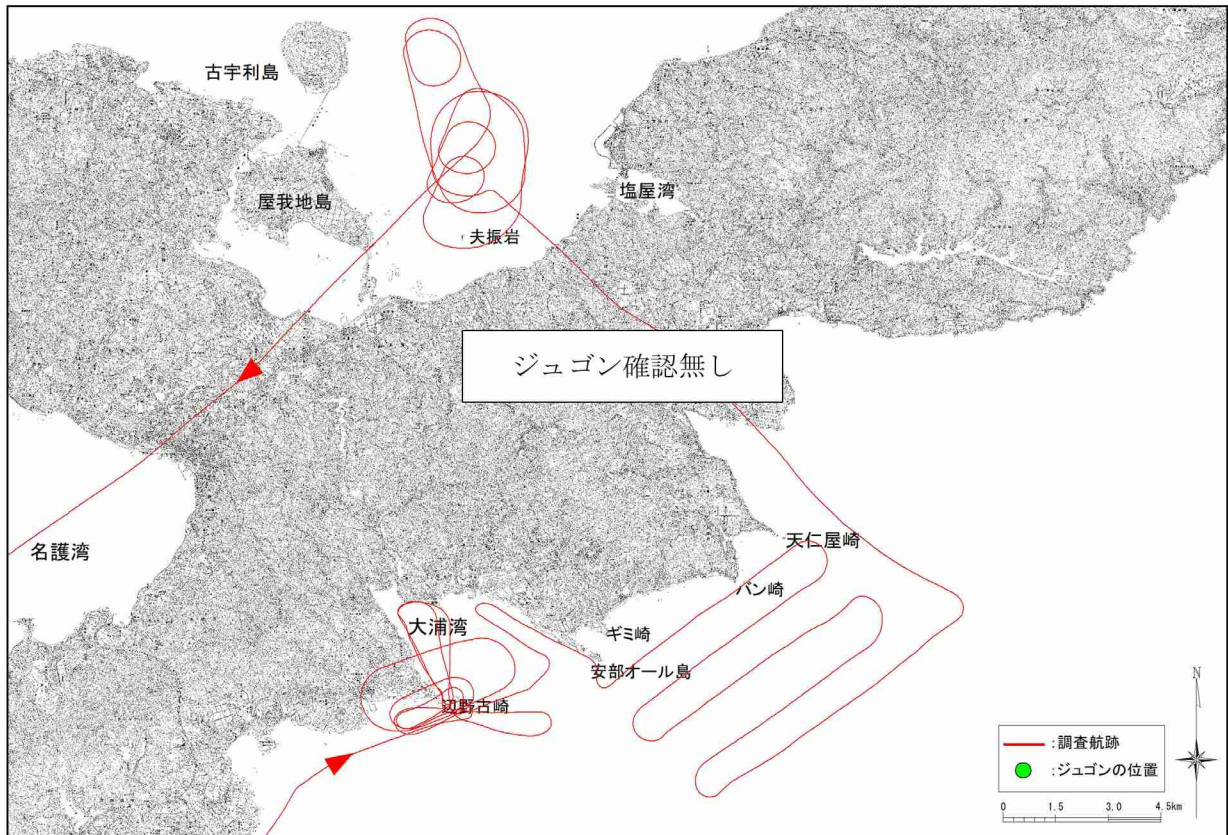 古宇利島
屋我地島
塩屋湾
夫振岩
ジュゴン確認無し
名護湾
天仁屋崎
バン崎
大浦湾
ギミ崎
安部オール島
辺野古崎
N
:調査航跡
:ジュゴンの位置
0 1.5 3.0 4.5km